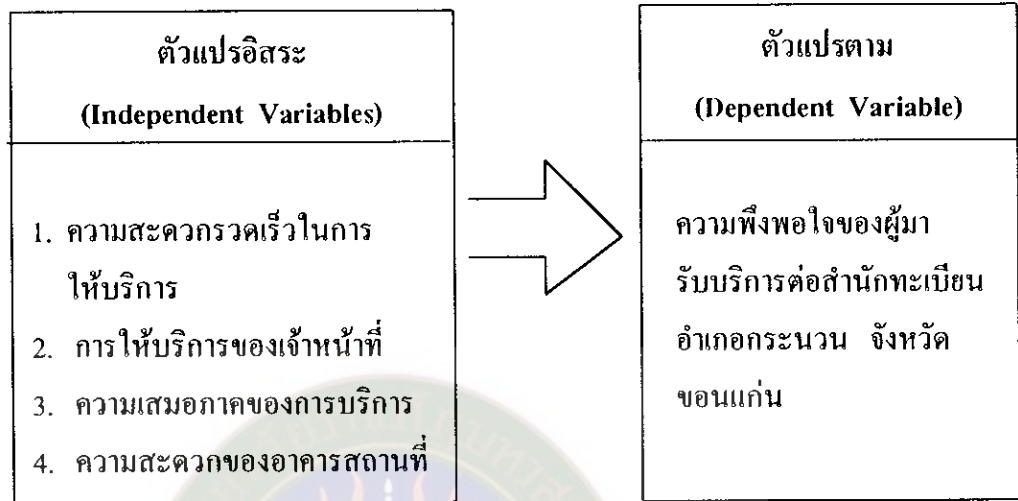 ตัวแปรอิสระ
(Independent Variables)
1. ความสะดวกรวดเร็วในการ
ให้บริการ
2. การให้บริการของเจ้าหน้าที่
3. ความเสมอภาคของการบริการ
4. ความสะดวกของอาคารสถานที่
ตัวแปรตาม
(Dependent Variable)
ความพึงพอใจของผู้มา
รับบริการต่อสำนักทะเบียน
อำเภอกระนวน จังหวัด
ขอนแก่น